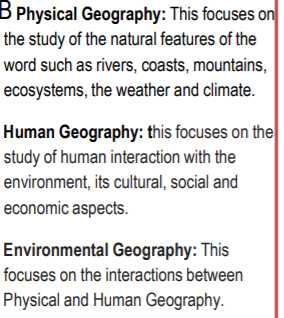 B Physical Geography: This focuses on
the study of the natural features of the
word such as rivers, coasts, mountains,
ecosystems, the weather and climate.
Human Geography: this focuses on the
study of human interaction with the
environment, its cultural, social and
economic aspects.
Environmental Geography: This
focuses on the interactions between
Physical and Human Geography.